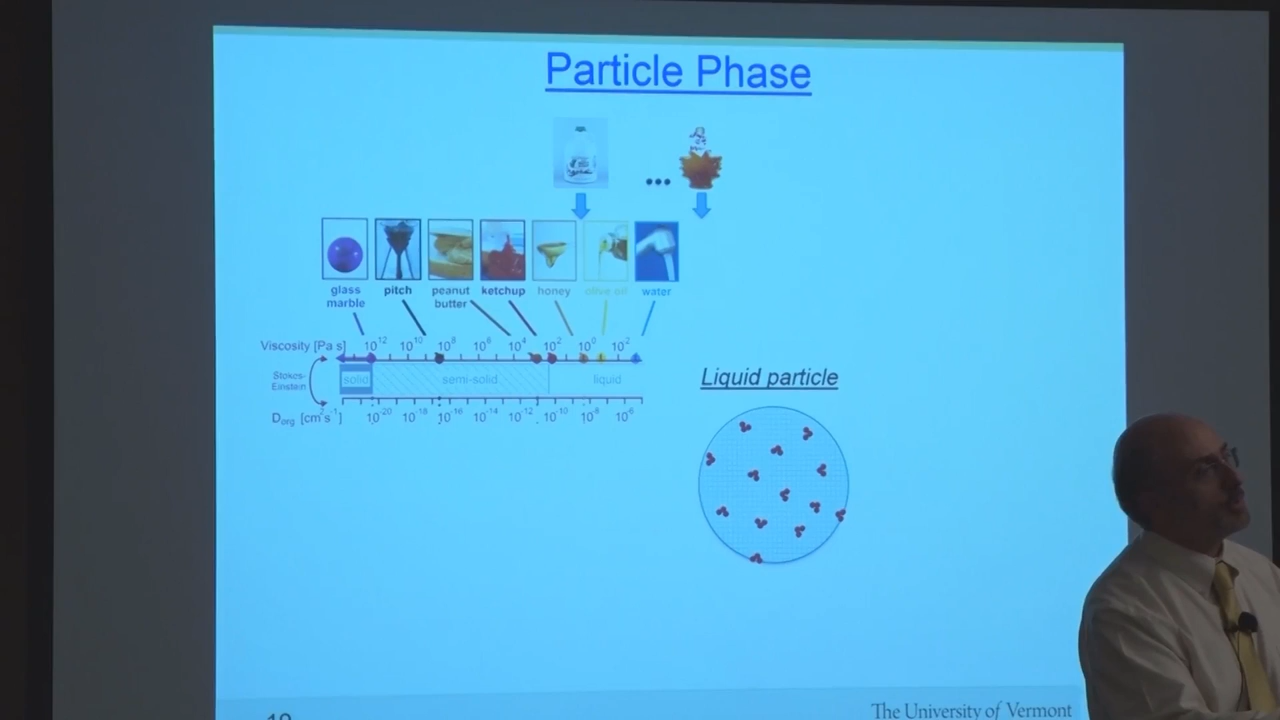 Particle Phase
...
glass marble
pitch
peanut butter
ketchup
honey
olive oil
water
Viscosity [Pa s] 10¹² 10¹⁰ 10⁸ 10⁶ 10⁴ 10² 10⁰ 10⁻²
Stokes-
Einstein
solid semi-solid liquid
Dorg [cm² s⁻¹] 10⁻²⁰ 10⁻¹⁸ 10⁻¹⁶ 10⁻¹⁴ 10⁻¹² 10⁻¹⁰ 10⁻⁸ 10⁻⁶
Liquid particle
The University of Vermont